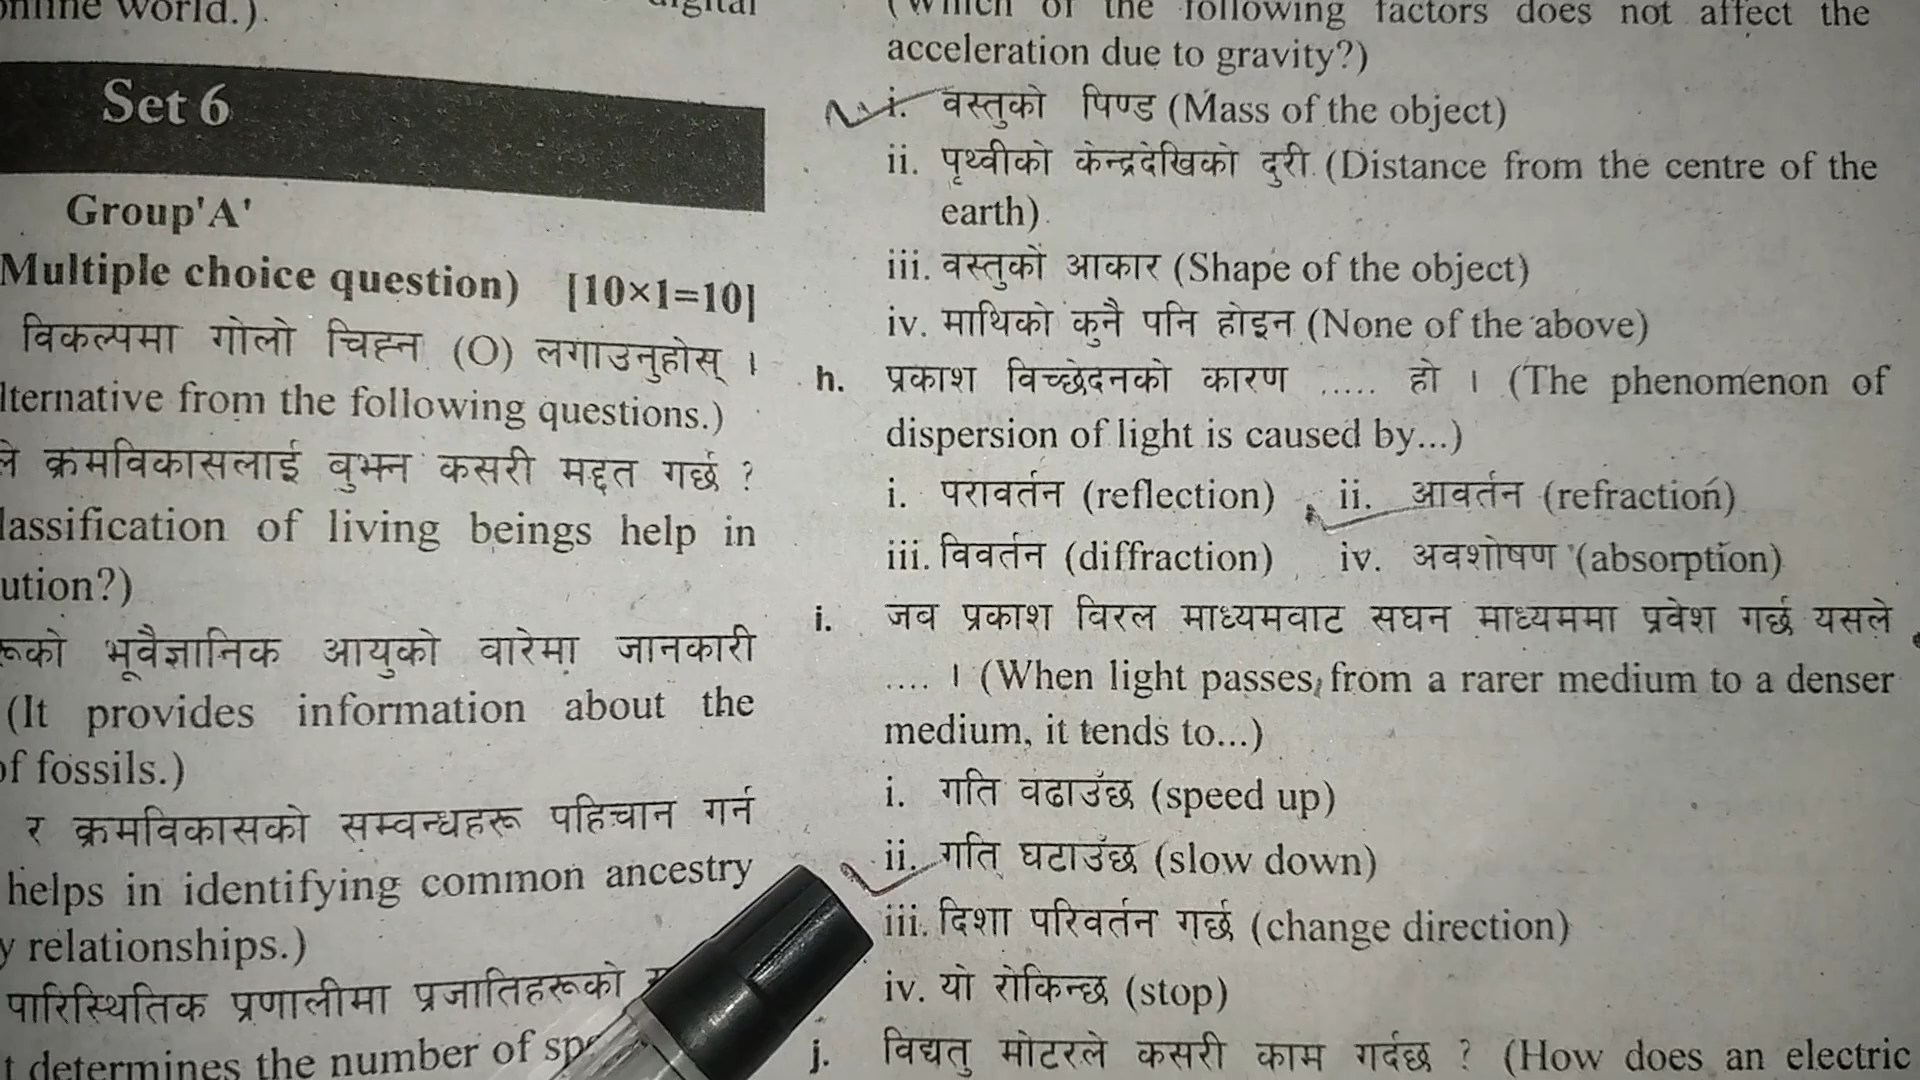 online world.).
digital
Set 6
Group'A'
Multiple choice question) [10×1=10]
विकल्पमा गोलो चिह्न (O) लगाउनुहोस् ।
lternative from the following questions.)
ले क्रमविकासलाई बुझ्न कसरी मद्दत गर्छ ?
lassification of living beings help in
ution?)
रूको भूवैज्ञानिक आयुको वारेमा जानकारी
(It provides information about the
of fossils.)
र क्रमविकासको सम्वन्धहरू पहिचान गर्न
helps in identifying common ancestry
y relationships.)
पारिस्थितिक प्रणालीमा प्रजातिहरूको
t determines the number of
(Which of the following factors does not affect the
acceleration due to gravity?)
i. वस्तुको पिण्ड (Mass of the object)
ii. पृथ्वीको केन्द्रदेखिको दुरी (Distance from the centre of the
earth)
iii. वस्तुको आकार (Shape of the object)
iv. माथिको कुनै पनि होइन (None of the above)
h. प्रकाश विच्छेदनको कारण ..... हो । (The phenomenon of
dispersion of light is caused by...)
i. परावर्तन (reflection) ii. आवर्तन (refraction)
iii. विवर्तन (diffraction) iv. अवशोषण (absorption)
i. जव प्रकाश विरल माध्यमवाट सघन माध्यममा प्रवेश गर्छ यसले
.... । (When light passes from a rarer medium to a denser
medium, it tends to...)
i. गति वढाउँछ (speed up)
ii. गति घटाउँछ (slow down)
iii. दिशा परिवर्तन गर्छ (change direction)
iv. यो रोकिन्छ (stop)
j. विद्यतु मोटरले कसरी काम गर्दछ ? (How does an electric